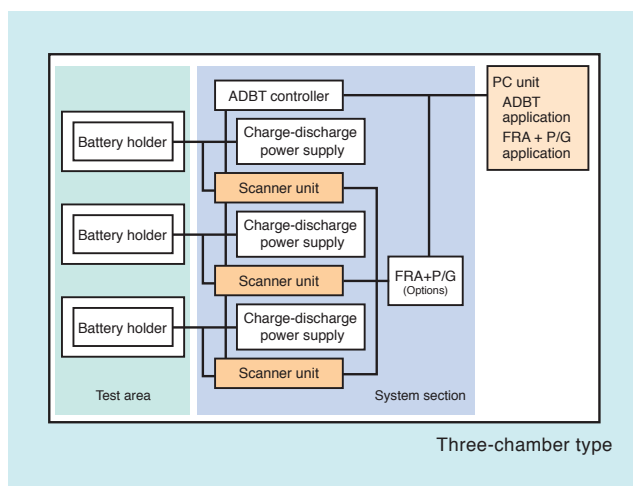 ADBT controller
PC unit
ADBT
application
FRA + P/G
application
Battery holder
Charge-discharge
power supply
Scanner unit
Battery holder
Charge-discharge
power supply
Scanner unit
FRA+P/G
(Options)
Battery holder
Charge-discharge
power supply
Scanner unit
Test area
System section
Three-chamber type